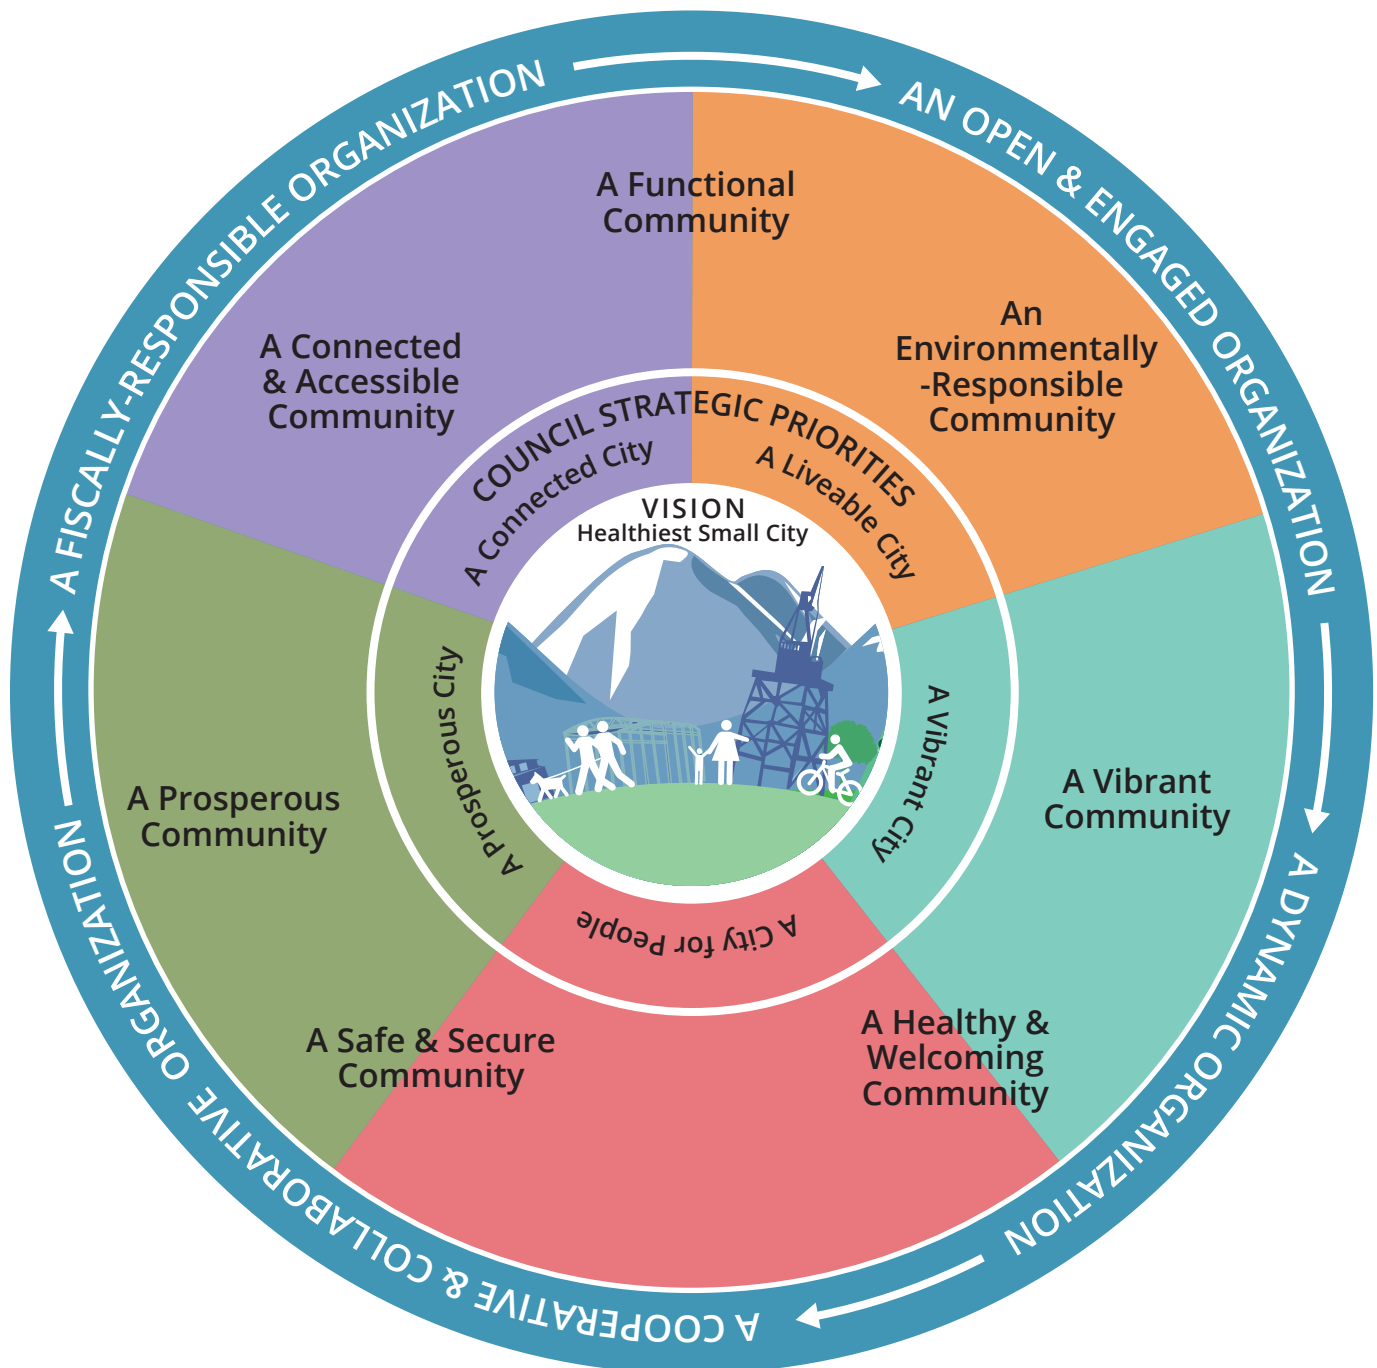 A FISCALLY-RESPONSIBLE ORGANIZATION
AN OPEN & ENGAGED ORGANIZATION
A DYNAMIC ORGANIZATION
A COOPERATIVE & COLLABORATIVE ORGANIZATION
A Functional
Community
An
Environmentally
-Responsible
Community
A Connected
& Accessible
Community
A Vibrant
Community
A Prosperous
Community
A Healthy &
Welcoming
Community
A Safe & Secure
Community
COUNCIL STRATEGIC PRIORITIES
A Connected City
A Liveable City
A Vibrant City
A City for People
A Prosperous City
VISION
Healthiest Small City